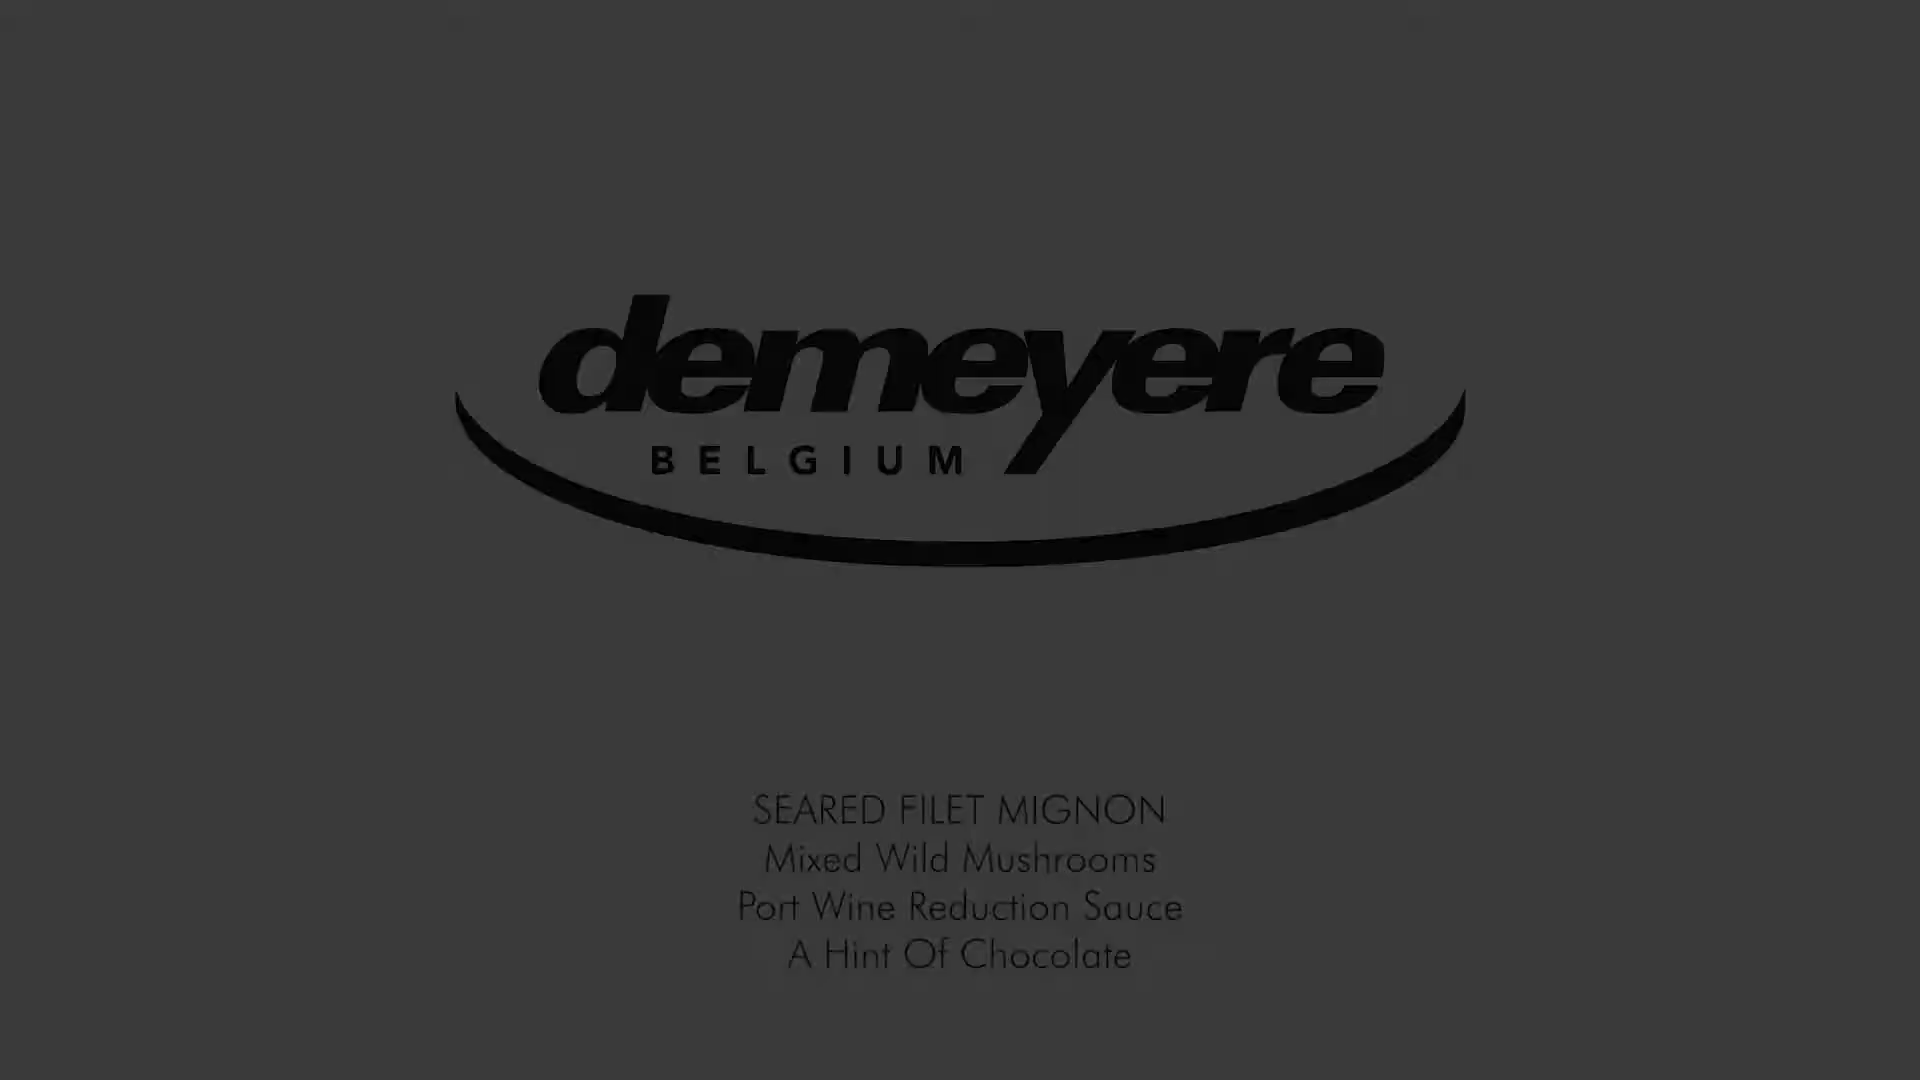 demeyere
BELGIUM
SEARED FILET MIGNON
Mixed Wild Mushrooms
Port Wine Reduction Sauce
A Hint Of Chocolate